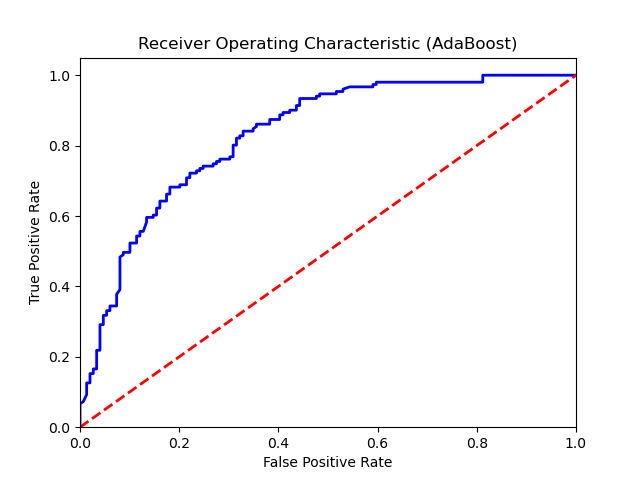 Receiver Operating Characteristic (AdaBoost)
1.0
0.8
0.6
0.4
0.2
0.0
True Positive Rate
0.0 0.2 0.4 0.6 0.8 1.0
False Positive Rate